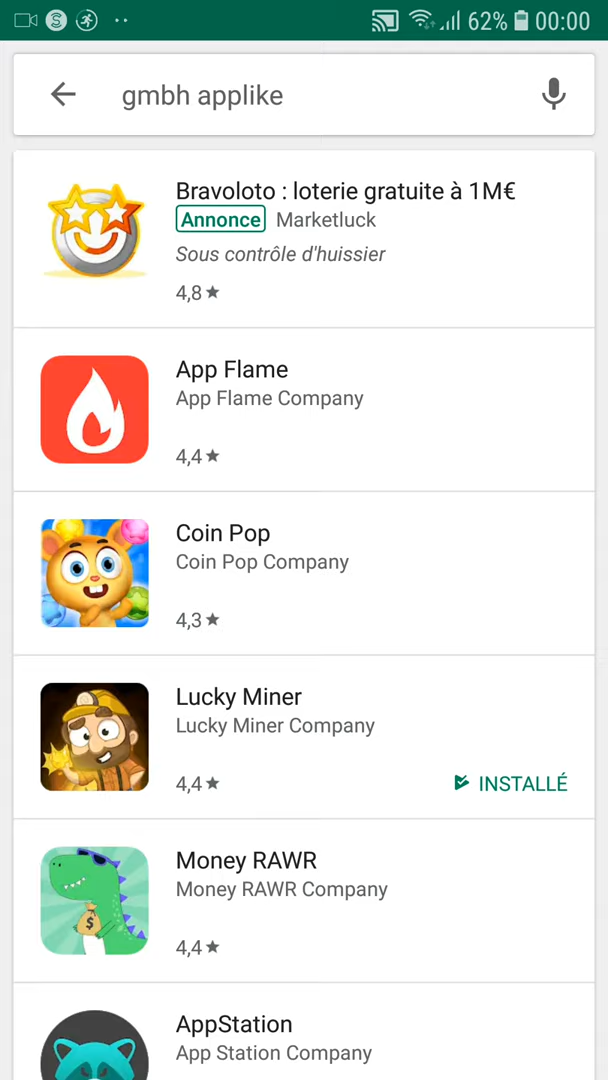 62% 00:00
gmbh applike
Bravoloto : loterie gratuite à 1M€
Annonce Marketluck
Sous contrôle d'huissier
4,8★
App Flame
App Flame Company
4,4★
Coin Pop
Coin Pop Company
4,3★
Lucky Miner
Lucky Miner Company
4,4★ INSTALLÉ
Money RAWR
Money RAWR Company
$
4,4★
AppStation
App Station Company